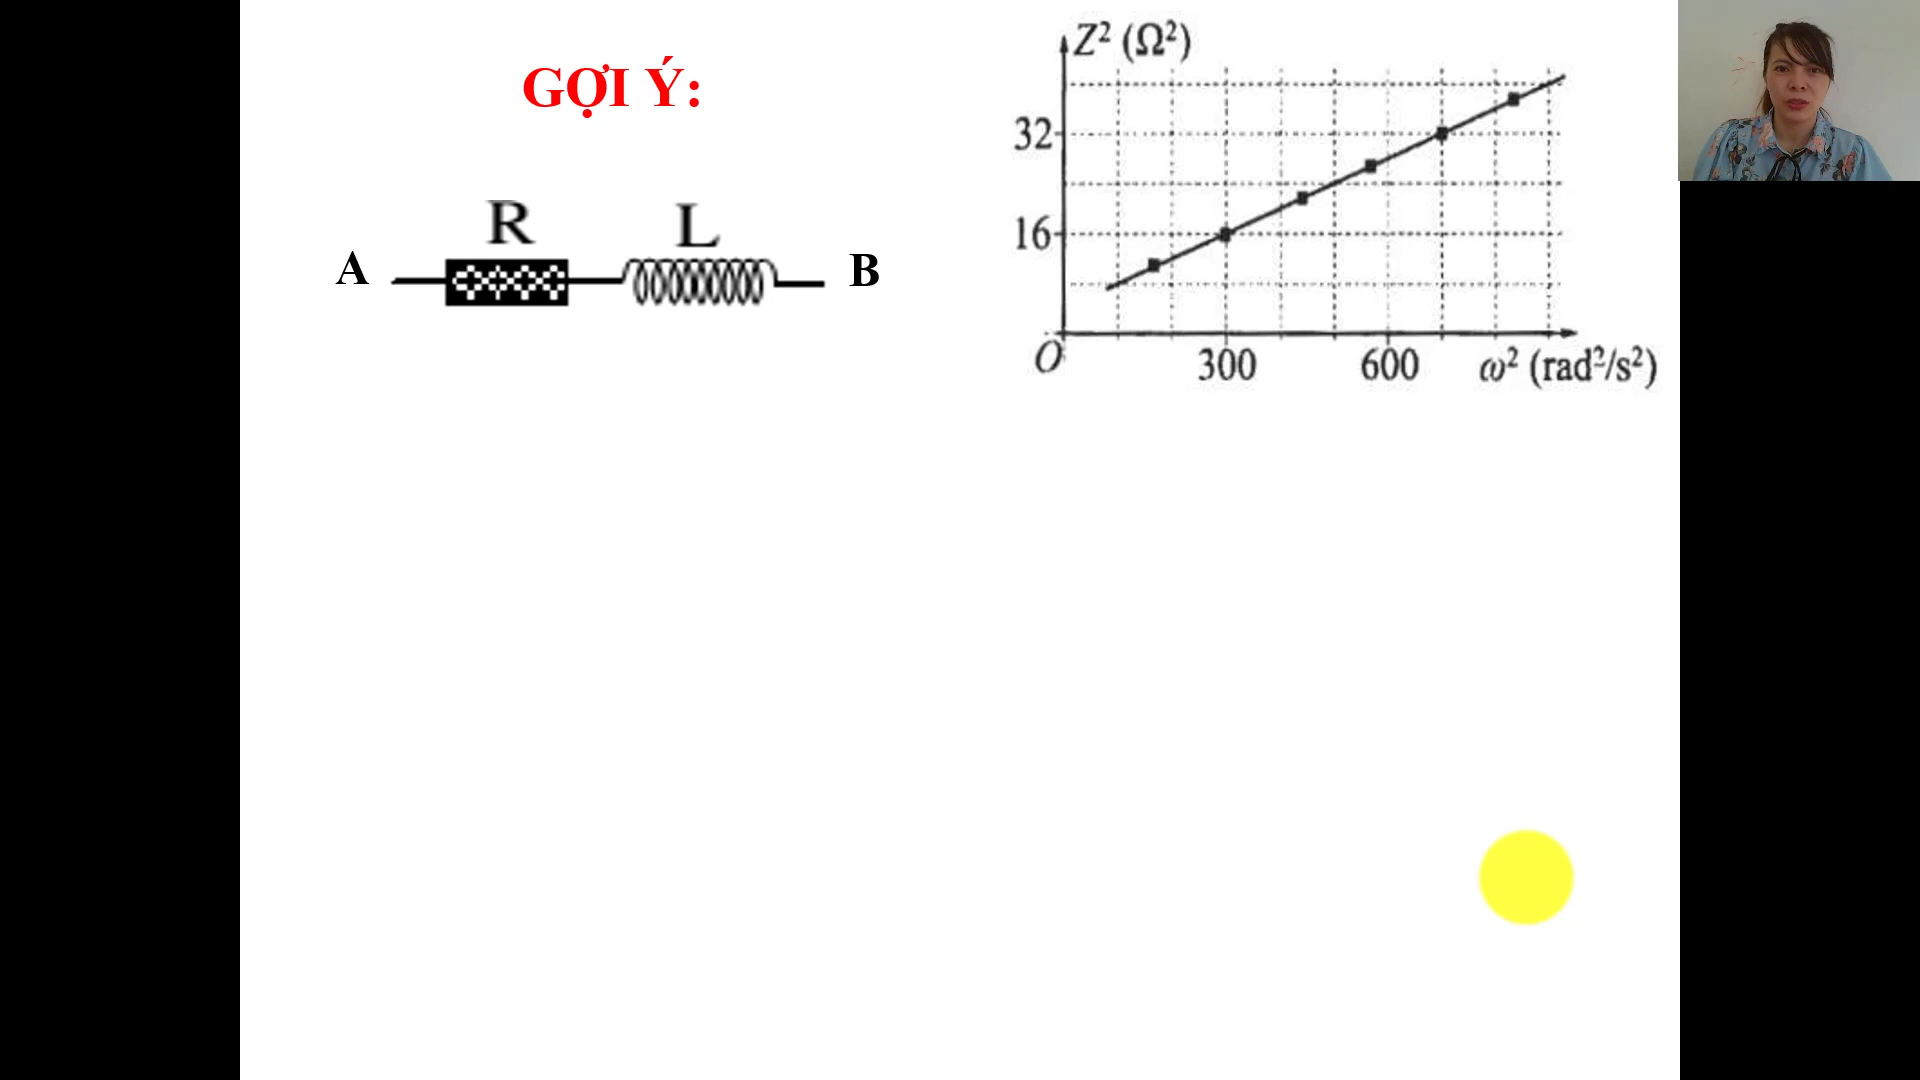 GỢI Ý:
R
L
A
B
Z² (Ω²)
32
16
O
300
600
ω² (rad²/s²)